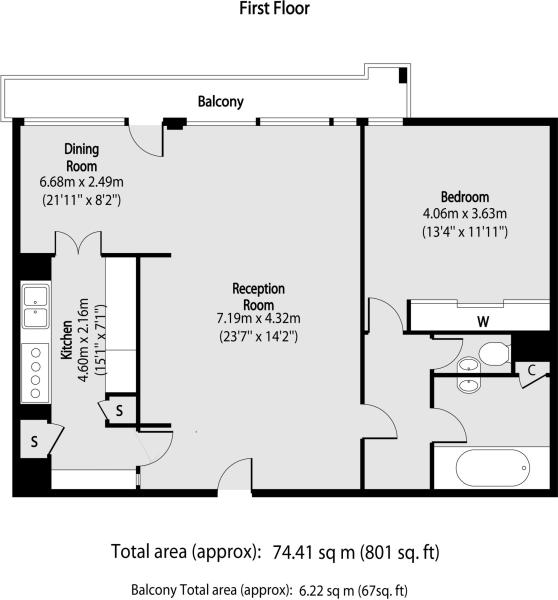 First Floor
Balcony
Dining
Room
6.68m x 2.49m
(21'11" x 8'2")
Bedroom
4.06m x 3.63m
(13'4" x 11'11")
Reception
Room
7.19m x 4.32m
(23'7" x 14'2")
Kitchen
4.60m x 2.16m
(15'1" x 7'1")
W
C
S
S
Total area (approx): 74.41 sq m (801 sq. ft)
Balcony Total area (approx): 6.22 sq m (67sq. ft)